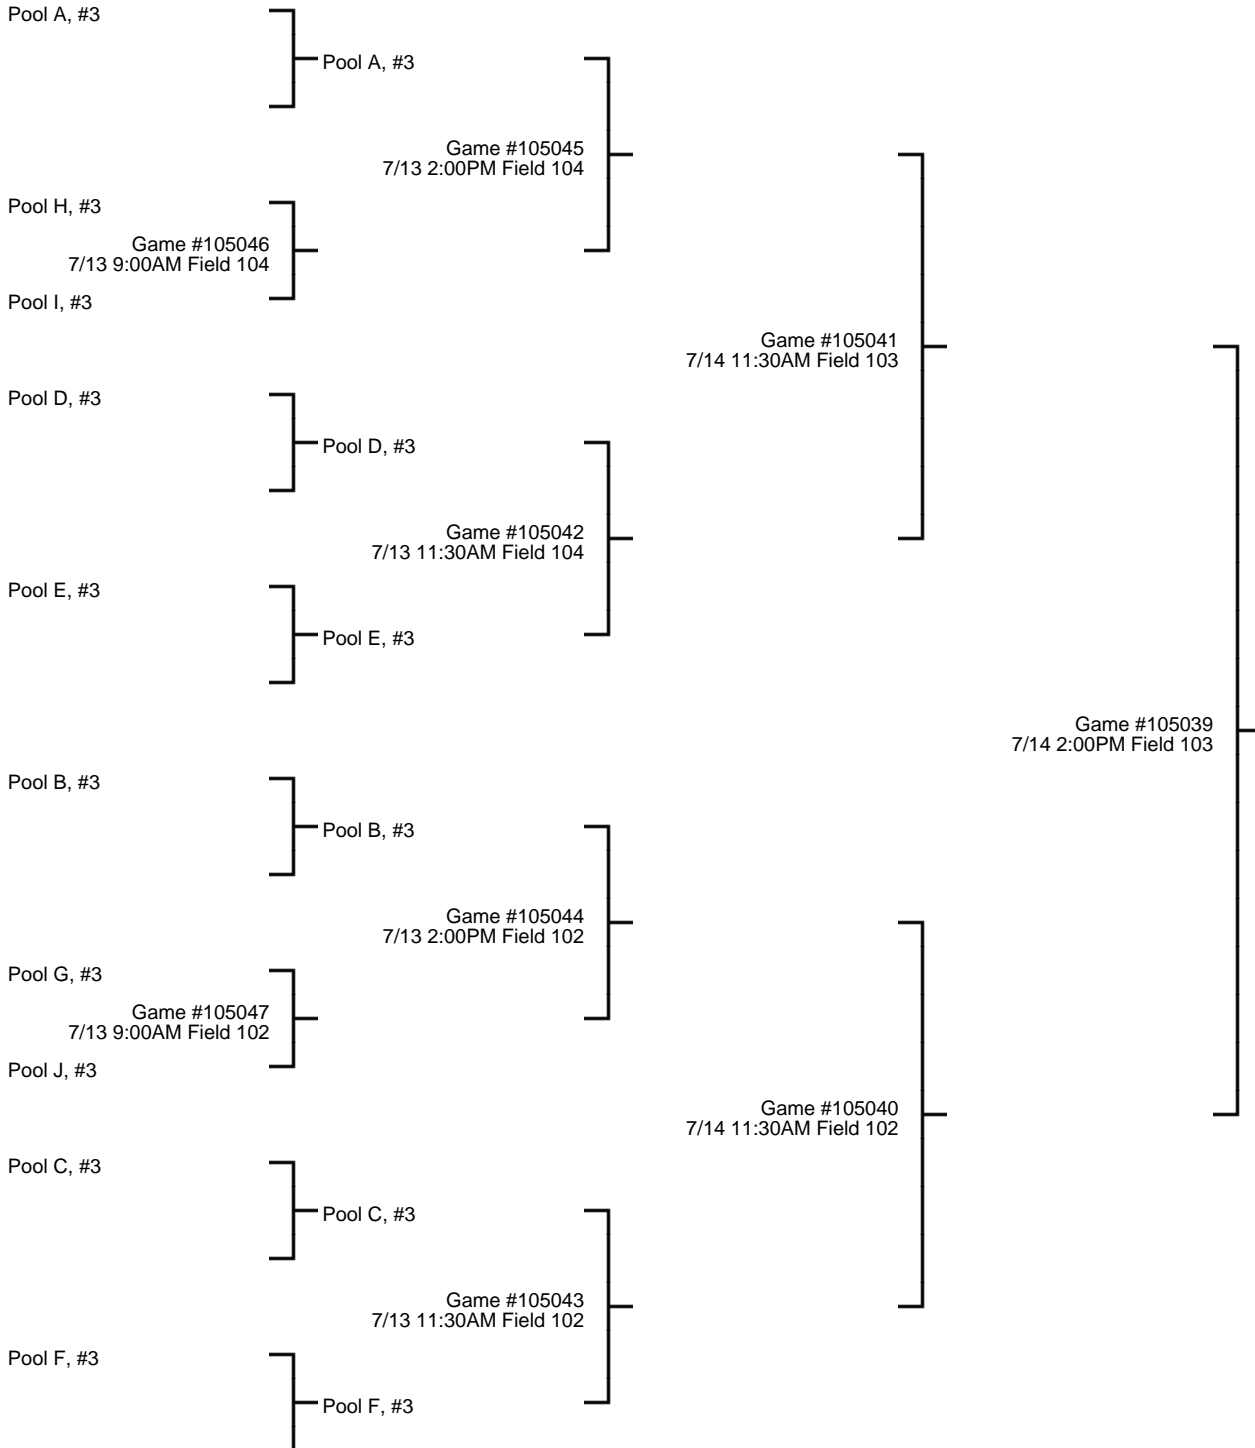 Pool A, #3
Pool A, #3
Game #105045
7/13 2:00PM Field 104
Pool H, #3
Game #105046
7/13 9:00AM Field 104
Pool I, #3
Game #105041
7/14 11:30AM Field 103
Pool D, #3
Pool D, #3
Game #105042
7/13 11:30AM Field 104
Pool E, #3
Pool E, #3
Game #105039
7/14 2:00PM Field 103
Pool B, #3
Pool B, #3
Game #105044
7/13 2:00PM Field 102
Pool G, #3
Game #105047
7/13 9:00AM Field 102
Pool J, #3
Game #105040
7/14 11:30AM Field 102
Pool C, #3
Pool C, #3
Game #105043
7/13 11:30AM Field 102
Pool F, #3
Pool F, #3